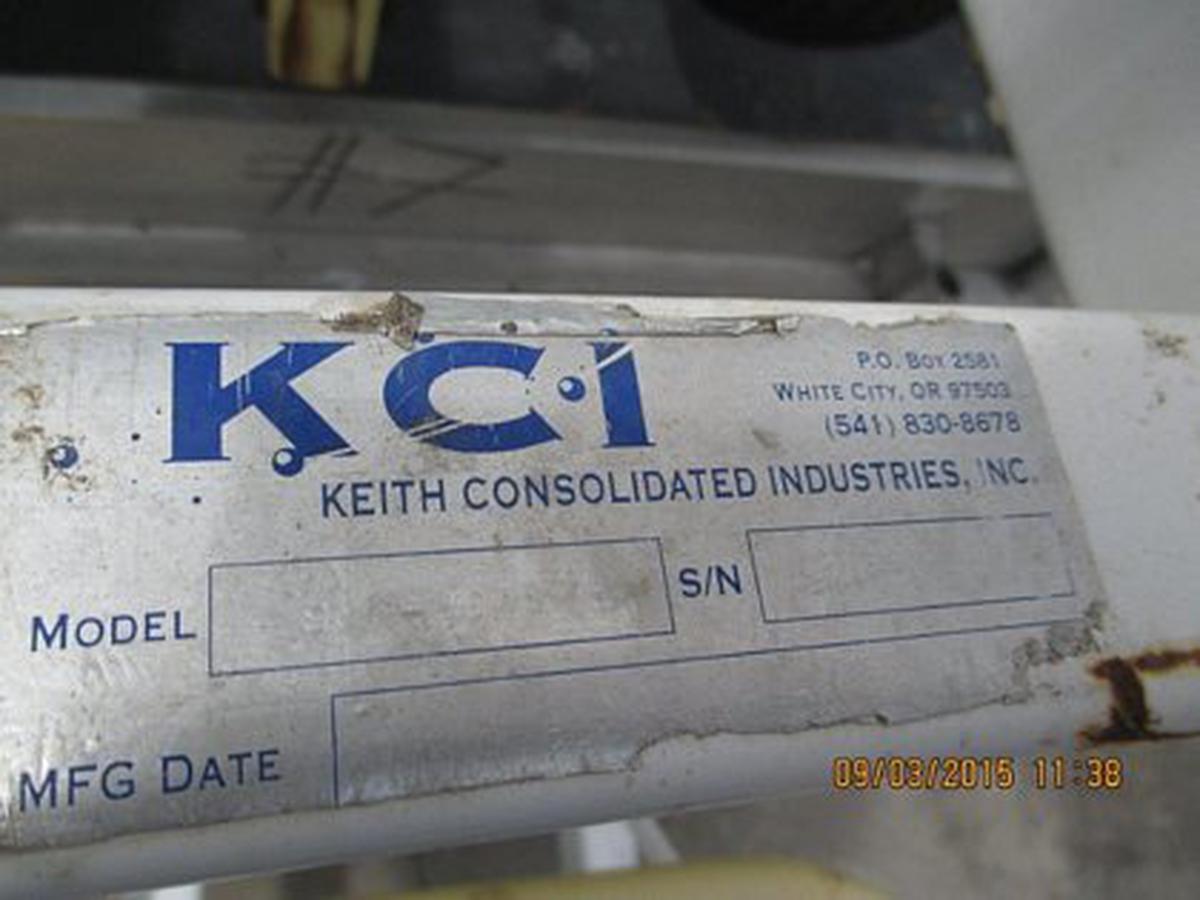 #7
KC·I
P.O. BOX 2581
WHITE CITY, OR 97503
(541) 830-8678
KEITH CONSOLIDATED INDUSTRIES, INC.
MODEL
S/N
MFG DATE
09/03/2015 11:38